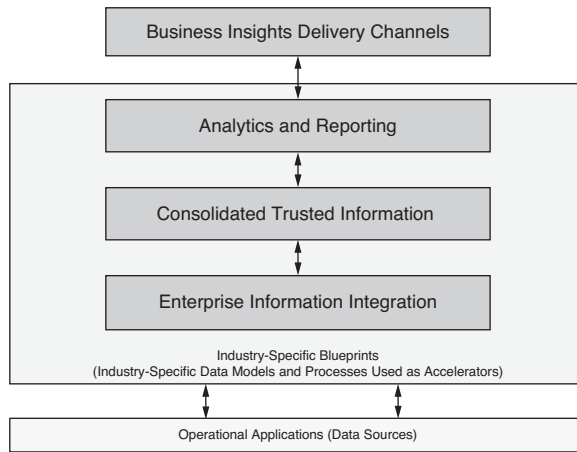 Business Insights Delivery Channels
Analytics and Reporting
Consolidated Trusted Information
Enterprise Information Integration
Industry-Specific Blueprints
(Industry-Specific Data Models and Processes Used as Accelerators)
Operational Applications (Data Sources)